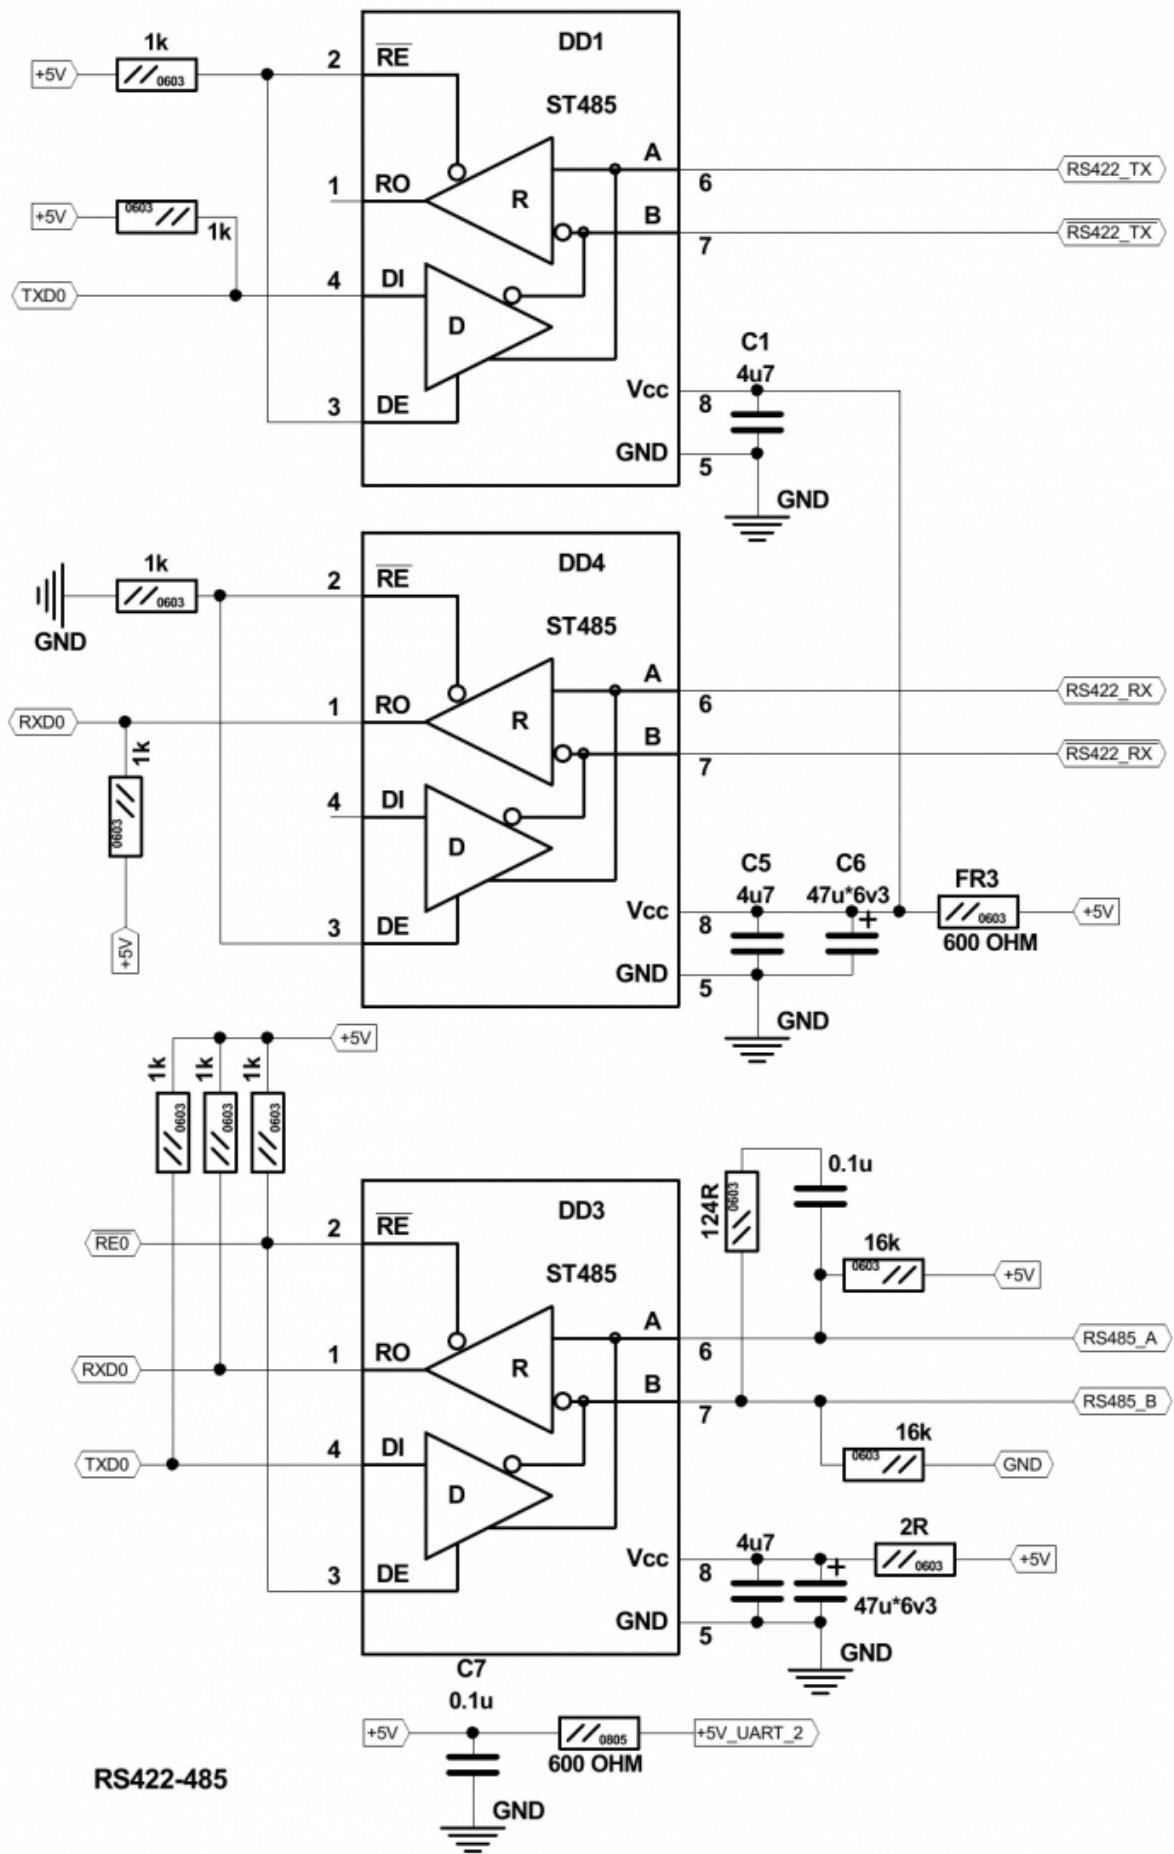 DD1
1k
+5V
0603
2
RE
ST485
A
6
RS422_TX
1
RO
R
+5V
0603
1k
B
7
RS422_TX
TXD0
4
DI
D
C1
4u7
Vcc
8
3
DE
GND
5
GND
DD4
1k
0603
GND
2
RE
ST485
A
6
RS422_RX
RXD0
1
RO
R
B
7
RS422_RX
1k
0603
+5V
4
DI
D
C5
4u7
C6
47u*6v3
+
FR3
0603
600 OHM
+5V
Vcc
8
3
DE
GND
5
GND
+5V
1k
1k
1k
0603
0603
0603
DD3
124R
0603
0.1u
RE0
2
RE
ST485
16k
0603
+5V
A
6
RS485_A
RXD0
1
RO
R
B
7
RS485_B
16k
0603
GND
TXD0
4
DI
D
2R
0603
+5V
4u7
+
47u*6v3
Vcc
8
3
DE
GND
5
GND
C7
0.1u
+5V
0805
600 OHM
+5V_UART_2
RS422-485
GND